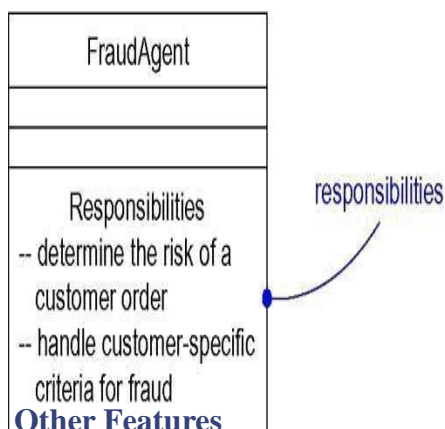 FraudAgent
Responsibilities
-- determine the risk of a
customer order
-- handle customer-specific
criteria for fraud
responsibilities
Other Features